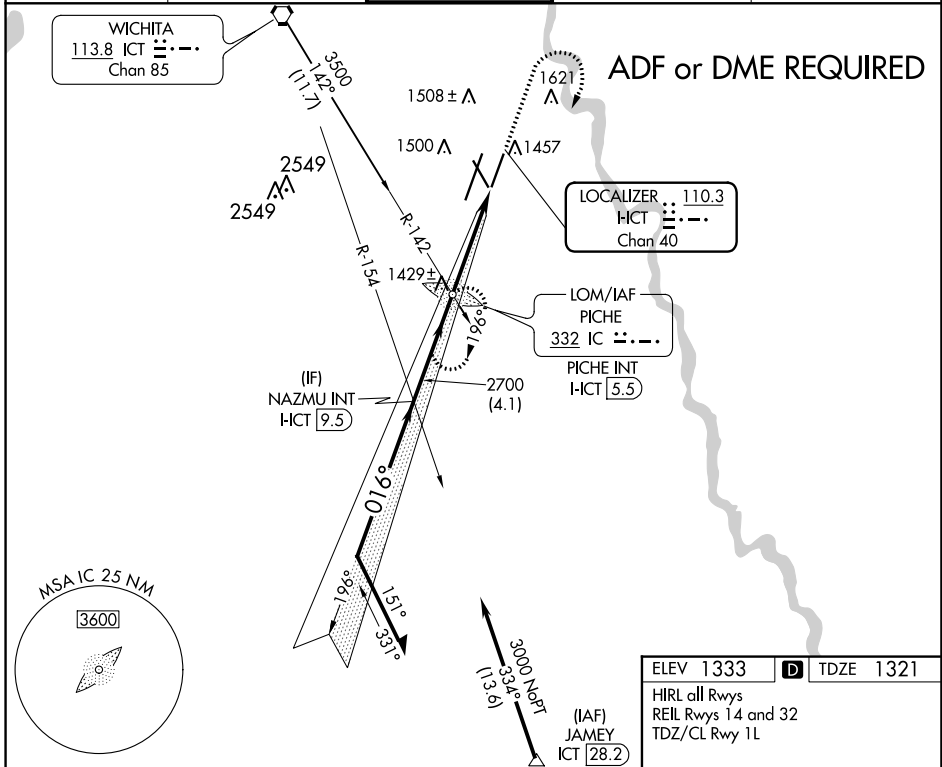 WICHITA
113.8 ICT
Chan 85
3500
142°
(11.7)
ADF or DME REQUIRED
1621
1508 ±
1500
1457
2549
2549
LOCALIZER 110.3
I-ICT
Chan 40
R-142
R-154
1429 ±
LOM/IAF
PICHE
332 IC
PICHE INT
I-ICT 5.5
196°
(IF)
NAZMU INT
I-ICT 9.5
2700
(4.1)
016°
MSA IC 25 NM
3600
196°
151°
331°
3000 NoPT
334°
(13.6)
(IAF)
JAMEY
ICT 28.2
ELEV 1333 D TDZE 1321
HIRL all Rwys
REIL Rwys 14 and 32
TDZ/CL Rwy 1L